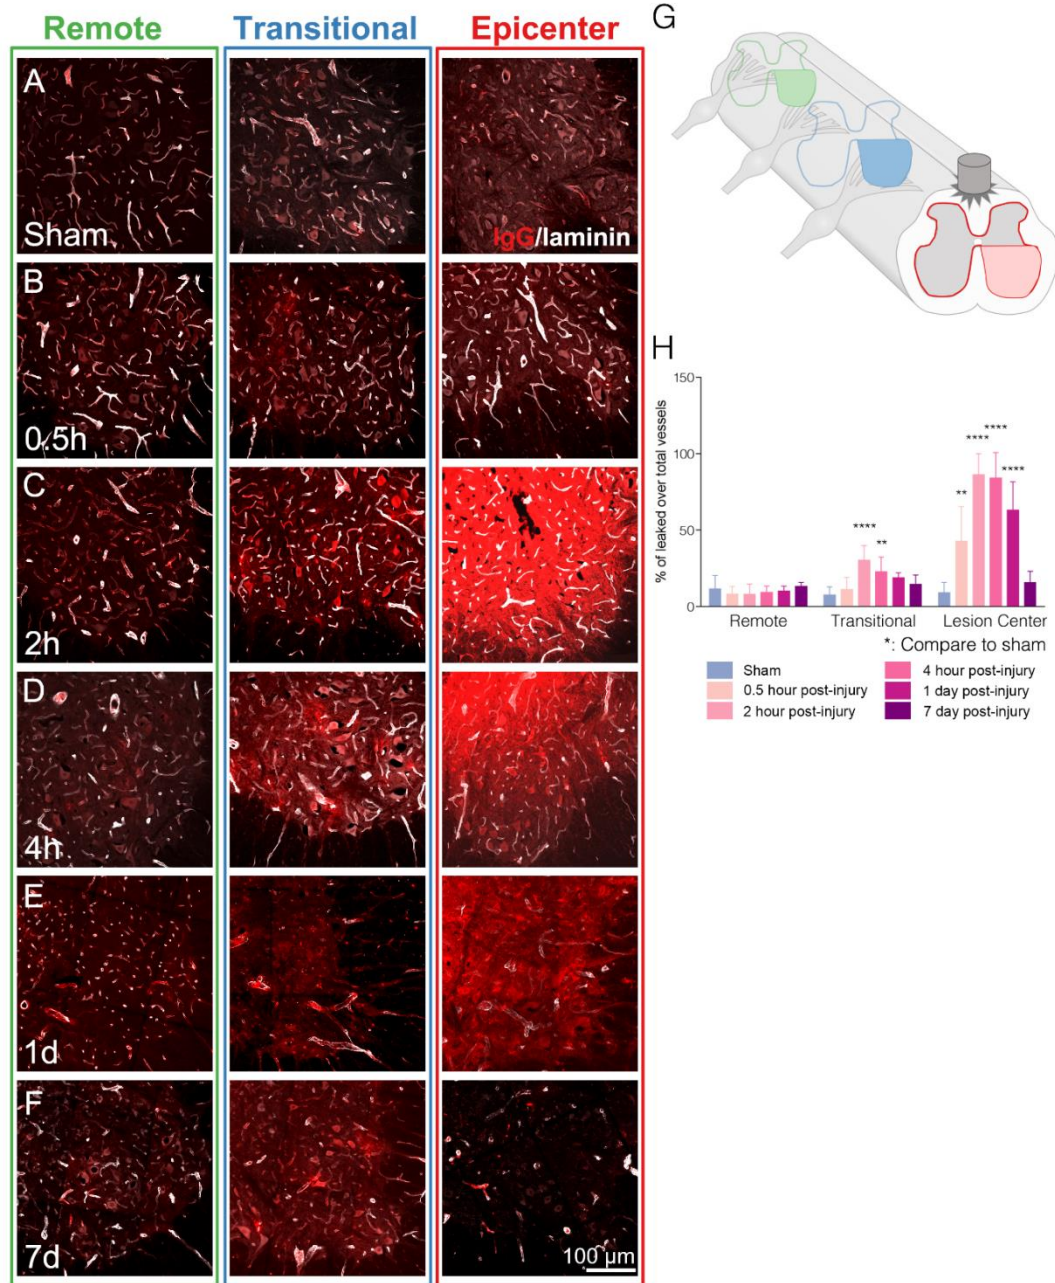 Remote Transitional Epicenter
A
Sham
IgG/laminin
B
0.5h
C
2h
D
4h
E
1d
F
7d
100 µm
G
H
% of leaked over total vessels
150
100
50
0
**** **
** **** **** ****
Remote Transitional Lesion Center
*: Compare to sham
Sham
0.5 hour post-injury
2 hour post-injury
4 hour post-injury
1 day post-injury
7 day post-injury